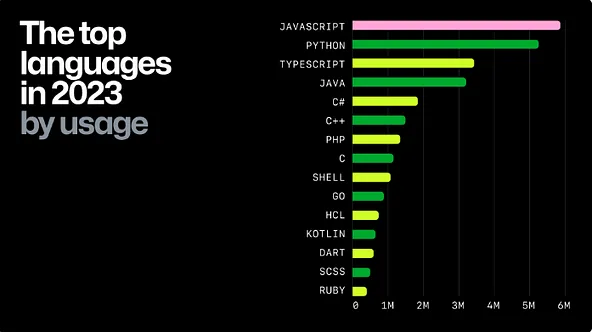 The top
languages
in 2023
by usage
JAVASCRIPT
PYTHON
TYPESCRIPT
JAVA
C#
C++
PHP
C
SHELL
GO
HCL
KOTLIN
DART
SCSS
RUBY
0 1M 2M 3M 4M 5M 6M